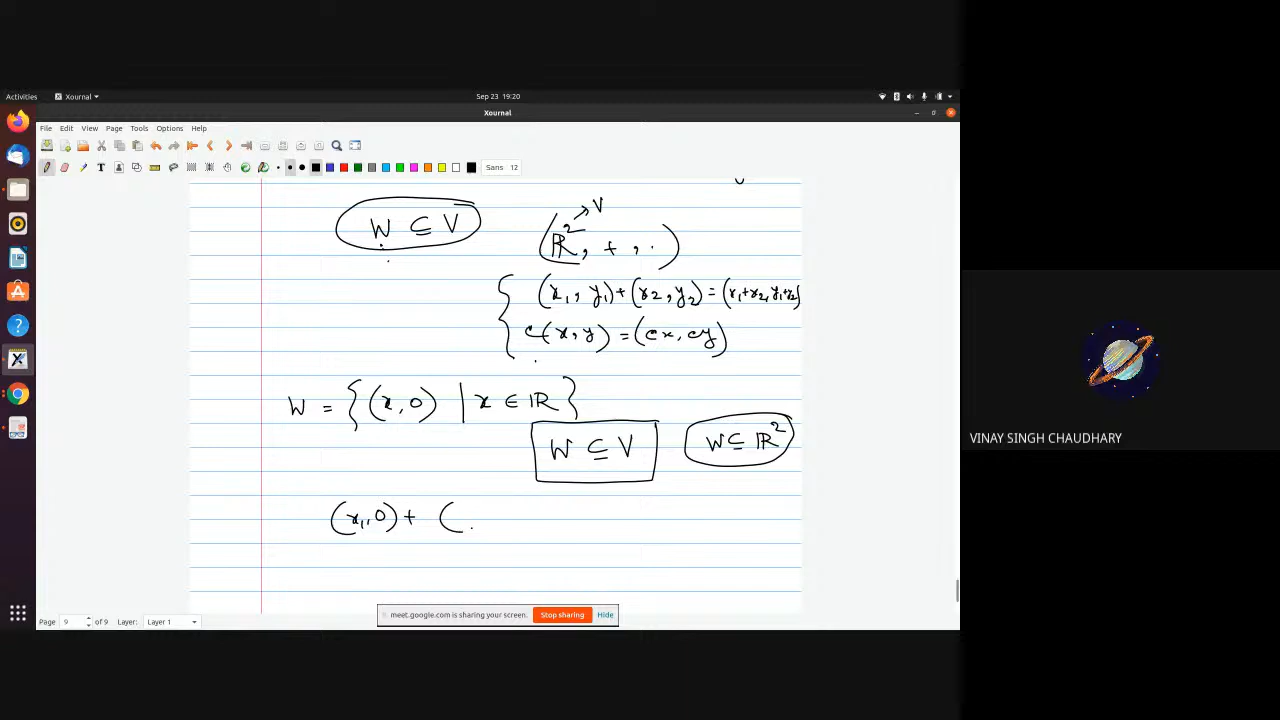 Activities Xournal Sep 23 19:20
Xournal
File Edit View Page Tools Options Help
Sans 12
W ⊆ V
(ℝ², +, ·) → V
(x₁, y₁) + (x₂, y₂) = (x₁+x₂, y₁+y₂)
c(x, y) = (cx, cy)
W = {(x, 0) | x ∈ ℝ}
W ⊆ V W ⊆ ℝ²
(x₁, 0) + (
VINAY SINGH CHAUDHARY
meet.google.com is sharing your screen. Stop sharing Hide
Page 9 of 9 Layer: Layer 1